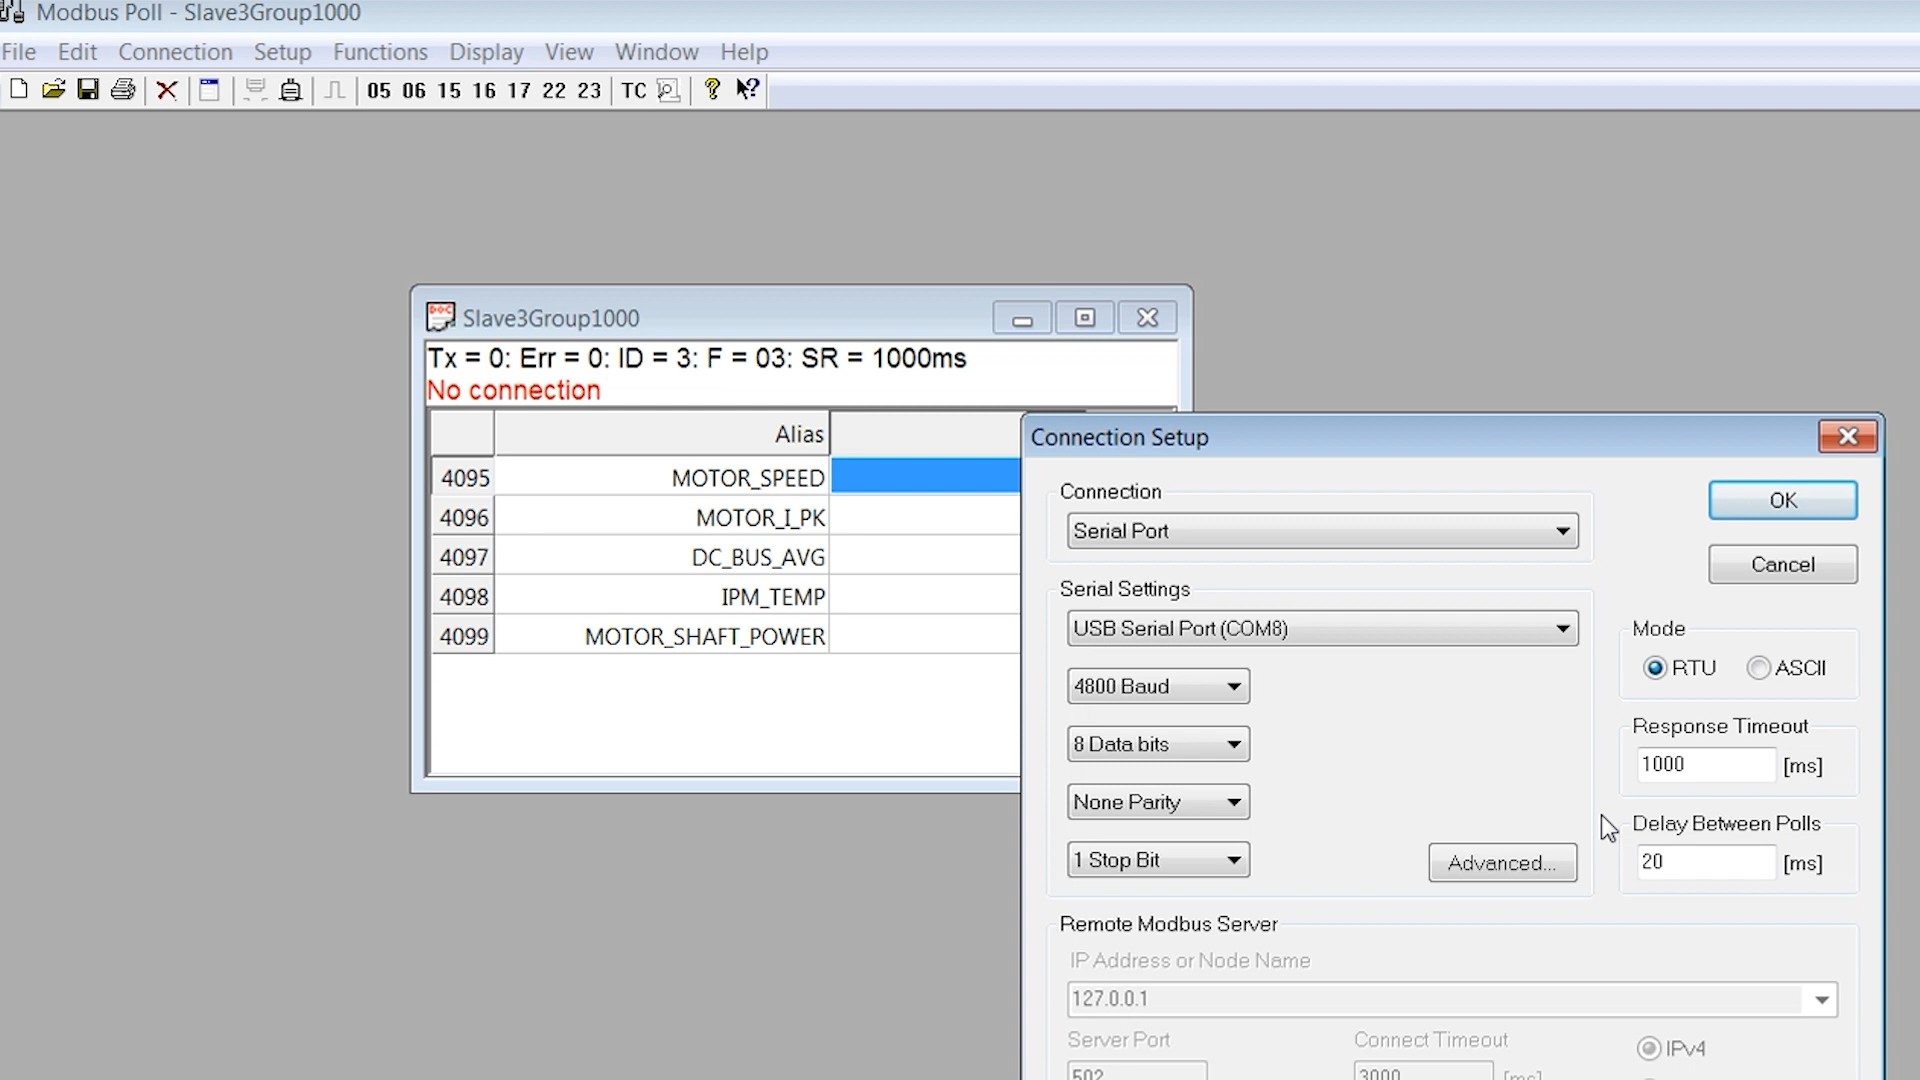 Modbus Poll - Slave3Group1000
File Edit Connection Setup Functions Display View Window Help
05 06 15 16 17 22 23 TC
Slave3Group1000
Tx = 0: Err = 0: ID = 3: F = 03: SR = 1000ms
No connection
Alias
4095 MOTOR_SPEED
4096 MOTOR_I_PK
4097 DC_BUS_AVG
4098 IPM_TEMP
4099 MOTOR_SHAFT_POWER
Connection Setup
Connection
Serial Port
OK
Cancel
Serial Settings
USB Serial Port (COM8)
4800 Baud
8 Data bits
None Parity
1 Stop Bit
Advanced...
Mode
RTU ASCII
Response Timeout
1000 [ms]
Delay Between Polls
20 [ms]
Remote Modbus Server
IP Address or Node Name
127.0.0.1
Server Port Connect Timeout
IPv4
502 3000 [ms]